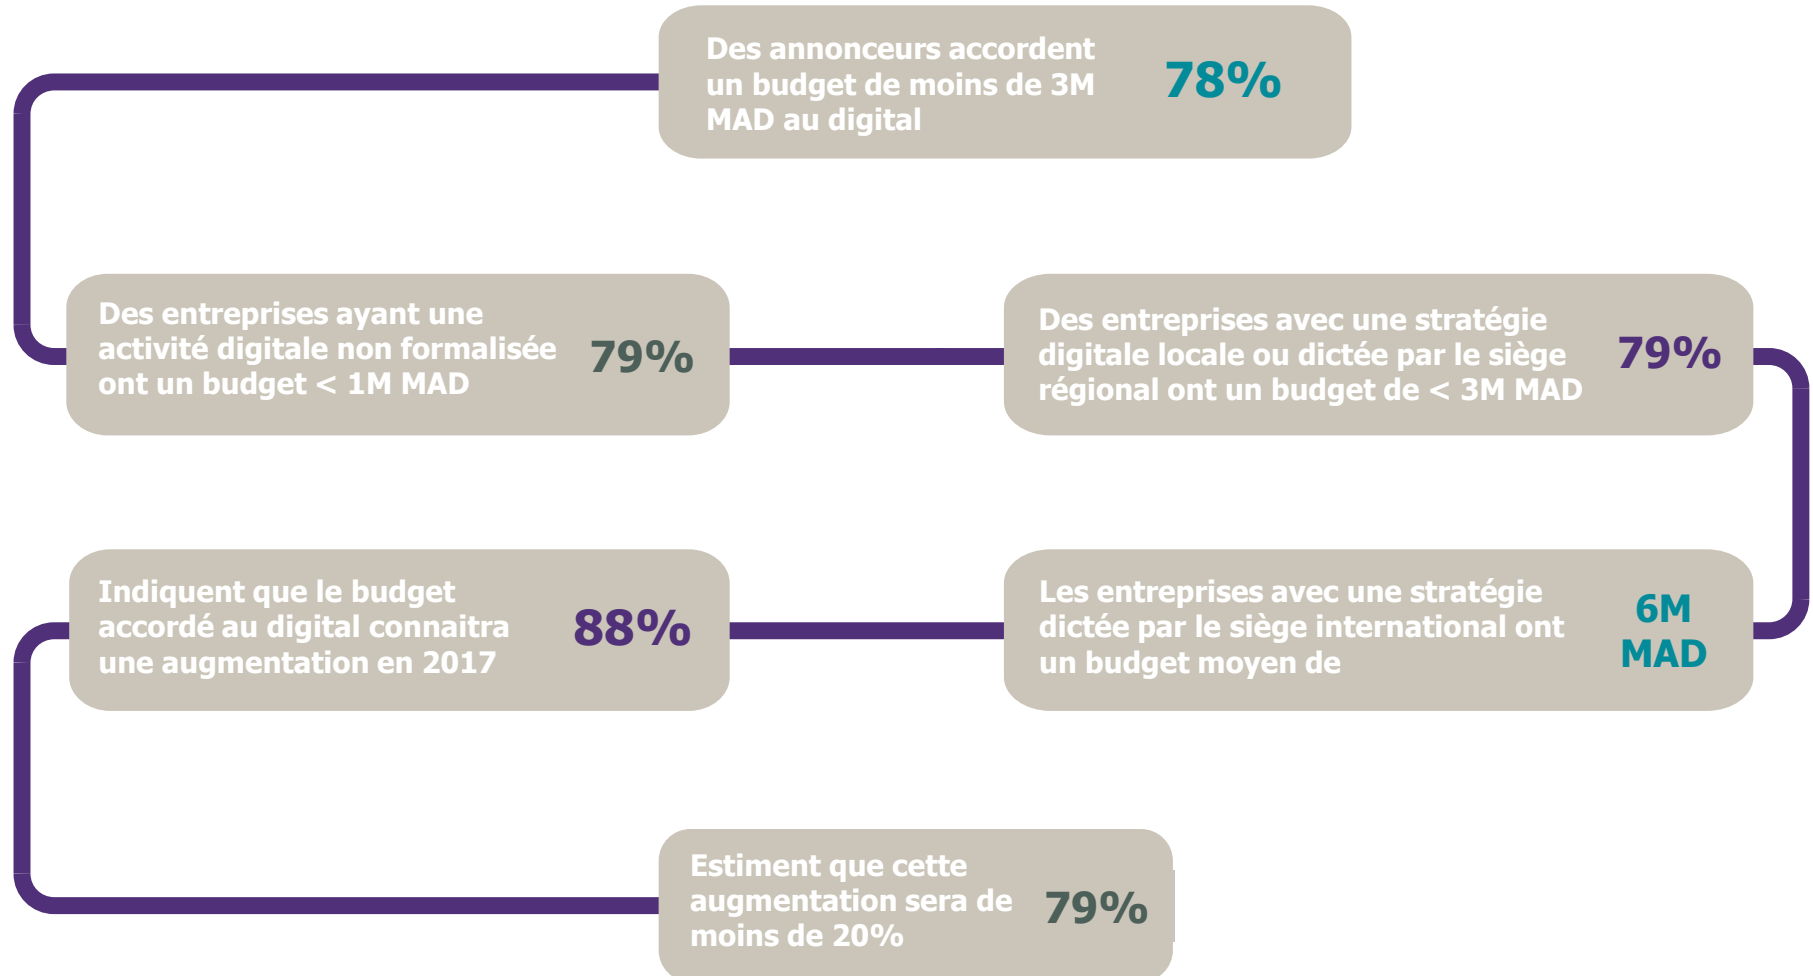 Des annonceurs accordent
un budget de moins de 3M
MAD au digital
78%
Des entreprises ayant une
activité digitale non formalisée
ont un budget < 1M MAD
79%
Des entreprises avec une stratégie
digitale locale ou dictée par le siège
régional ont un budget de < 3M MAD
79%
Indiquent que le budget
accordé au digital connaitra
une augmentation en 2017
88%
Les entreprises avec une stratégie
dictée par le siège international ont
un budget moyen de
6M
MAD
Estiment que cette
augmentation sera de
moins de 20%
79%